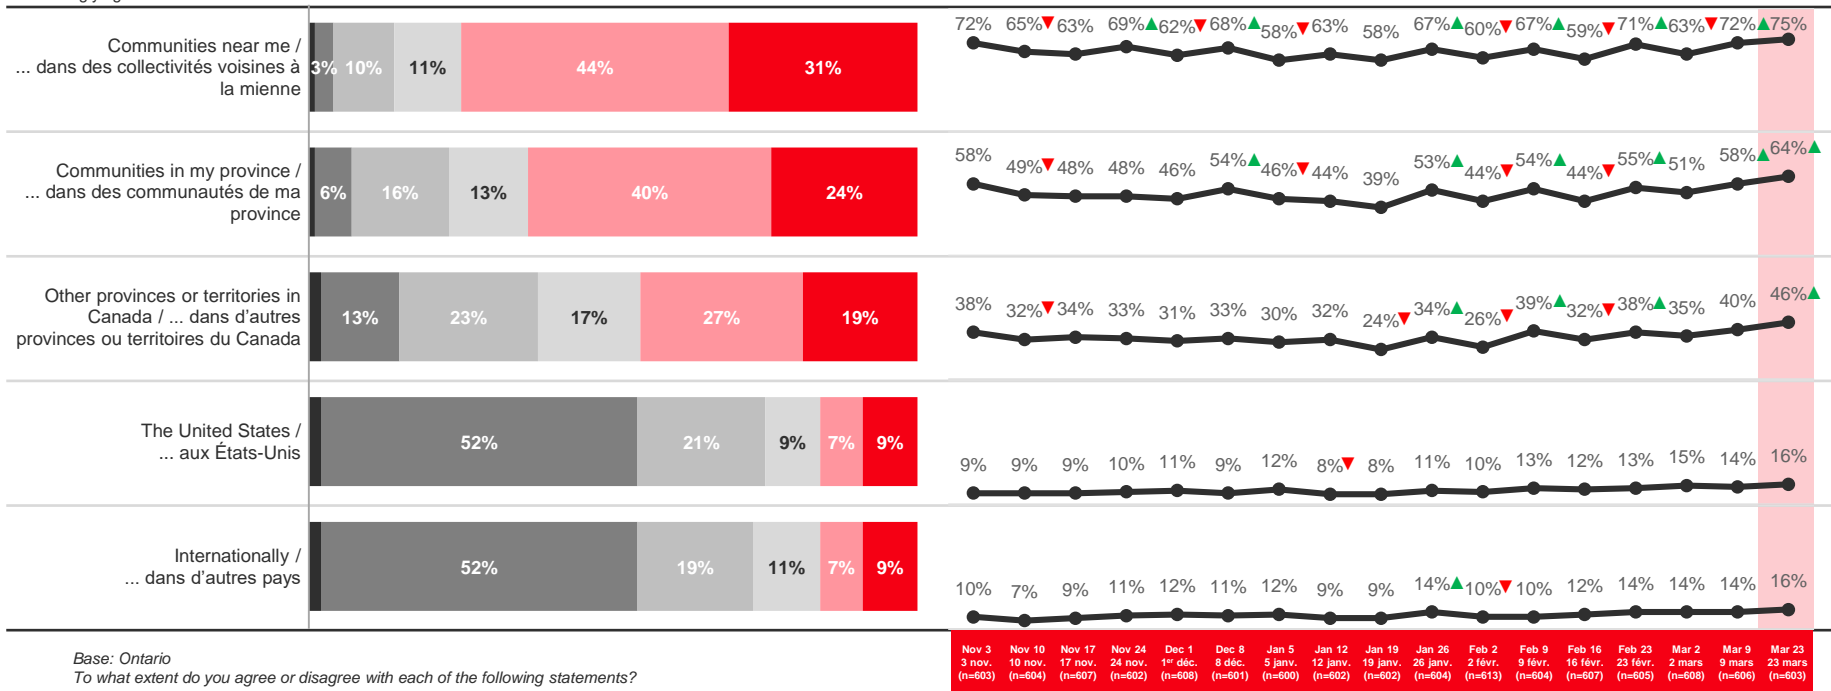 Communities near me /
... dans des collectivités voisines à
la mienne
3% 10% 11% 44% 31%
72% 65% 63% 69% 62% 68% 58% 63% 58% 67% 60% 67% 59% 71% 63% 72% 75%
Communities in my province /
... dans des communautés de ma
province
6% 16% 13% 40% 24%
58% 49% 48% 48% 46% 54% 46% 44% 39% 53% 44% 54% 44% 55% 51% 58% 64%
Other provinces or territories in
Canada / ... dans d'autres
provinces ou territoires du Canada
13% 23% 17% 27% 19%
38% 32% 34% 33% 31% 33% 30% 32% 24% 34% 26% 39% 32% 38% 35% 40% 46%
The United States /
... aux États-Unis
52% 21% 9% 7% 9%
9% 9% 9% 10% 11% 9% 12% 8% 8% 11% 10% 13% 12% 13% 15% 14% 16%
Internationally /
... dans d'autres pays
52% 19% 11% 7% 9%
10% 7% 9% 11% 12% 11% 12% 9% 9% 14% 10% 10% 12% 14% 14% 14% 16%
Nov 3 Nov 10 Nov 17 Nov 24 Dec 1 Dec 8 Jan 5 Jan 12 Jan 19 Jan 26 Feb 2 Feb 9 Feb 16 Feb 23 Mar 2 Mar 9 Mar 23
3 nov. 10 nov. 17 nov. 24 nov. 1er déc. 8 déc. 5 janv. 12 janv. 19 janv. 26 janv. 2 févr. 9 févr. 16 févr. 23 févr. 2 mars 9 mars 23 mars
(n=603) (n=604) (n=607) (n=602) (n=608) (n=601) (n=600) (n=602) (n=602) (n=604) (n=613) (n=604) (n=607) (n=605) (n=608) (n=606) (n=603)
Base: Ontario
To what extent do you agree or disagree with each of the following statements?